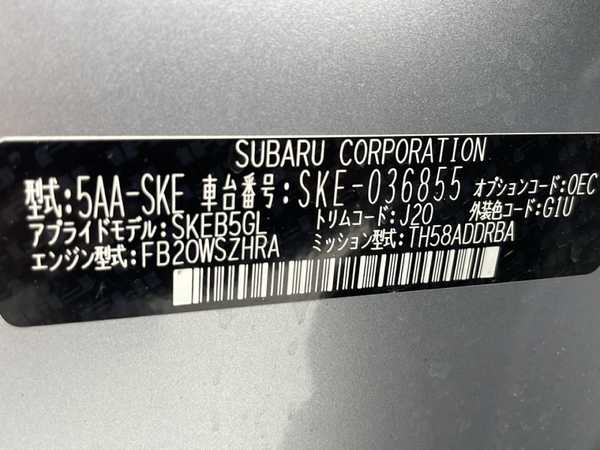 SUBARU CORPORATION
型式:5AA-SKE 車台番号:SKE-036855 オプションコード:OEC
アプライドモデル:SKEB5GL トリムコード:J20 外装色コード:G1U
エンジン型式:FB20WSZHRA ミッション型式:TH58ADDRBA